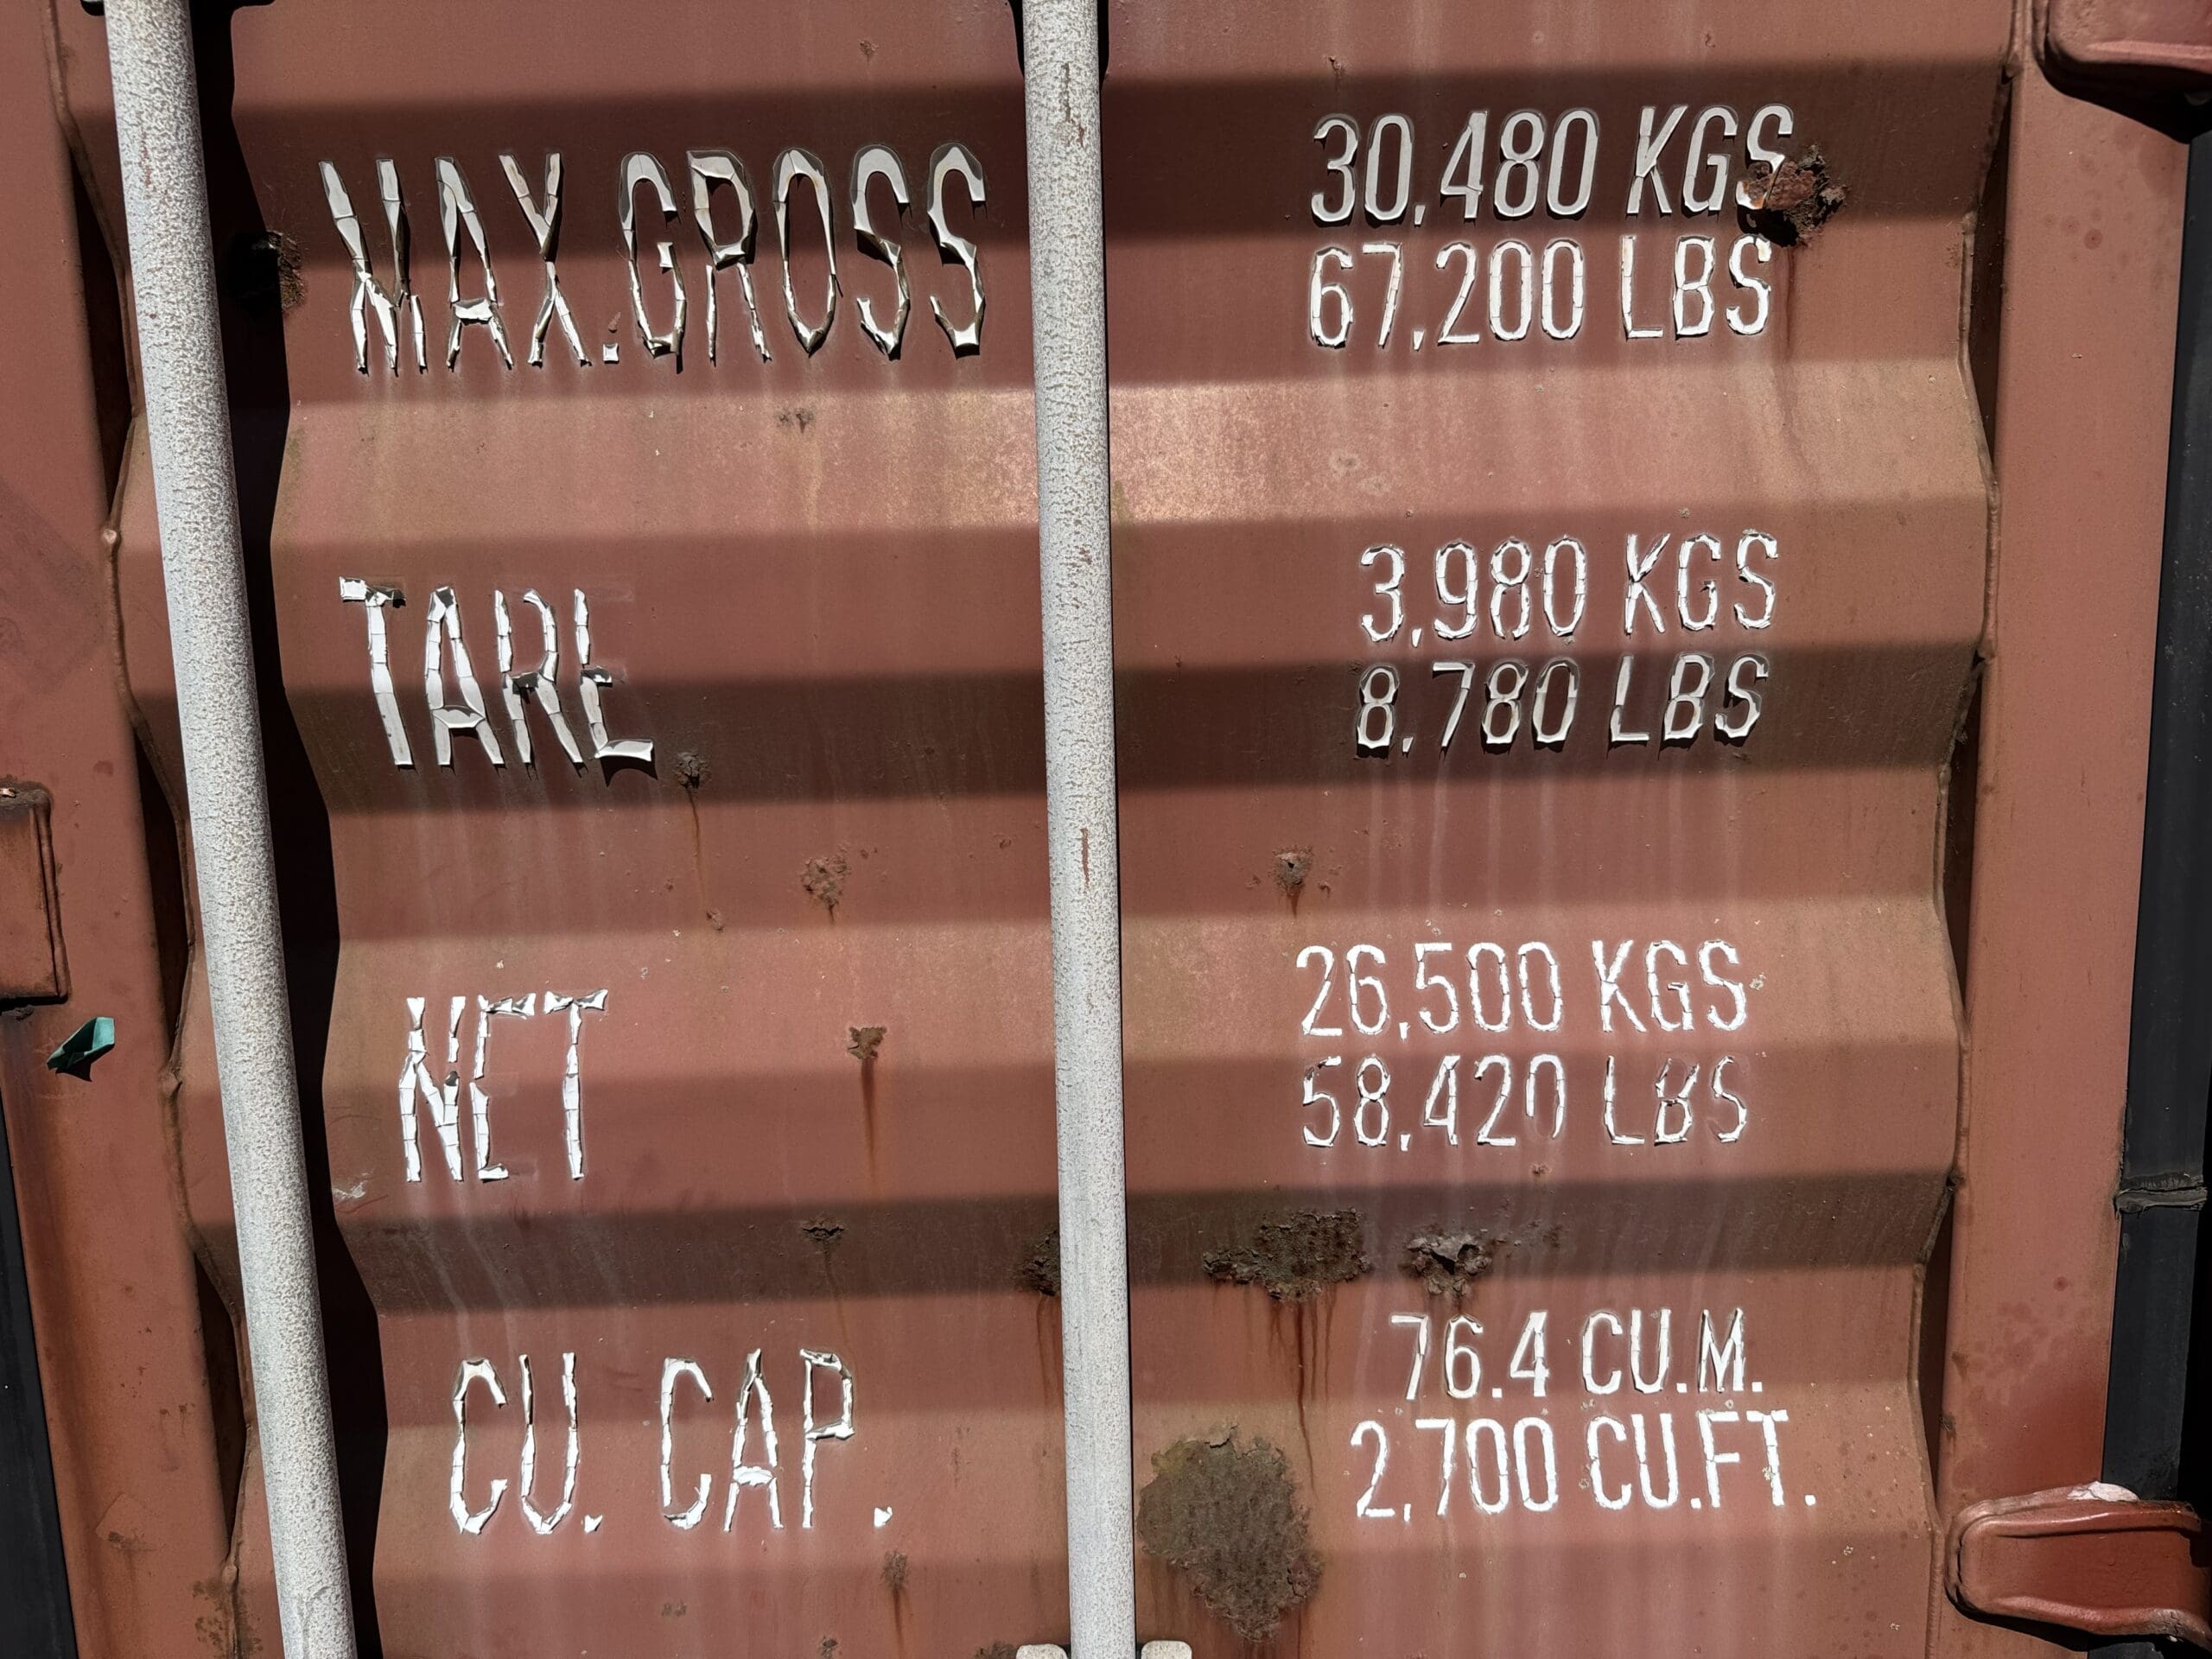 MAX.GROSS 30,480 KGS
67,200 LBS
TARE 3,980 KGS
8,780 LBS
NET 26,500 KGS
58,420 LBS
CU. CAP. 76.4 CU.M.
2,700 CU.FT.